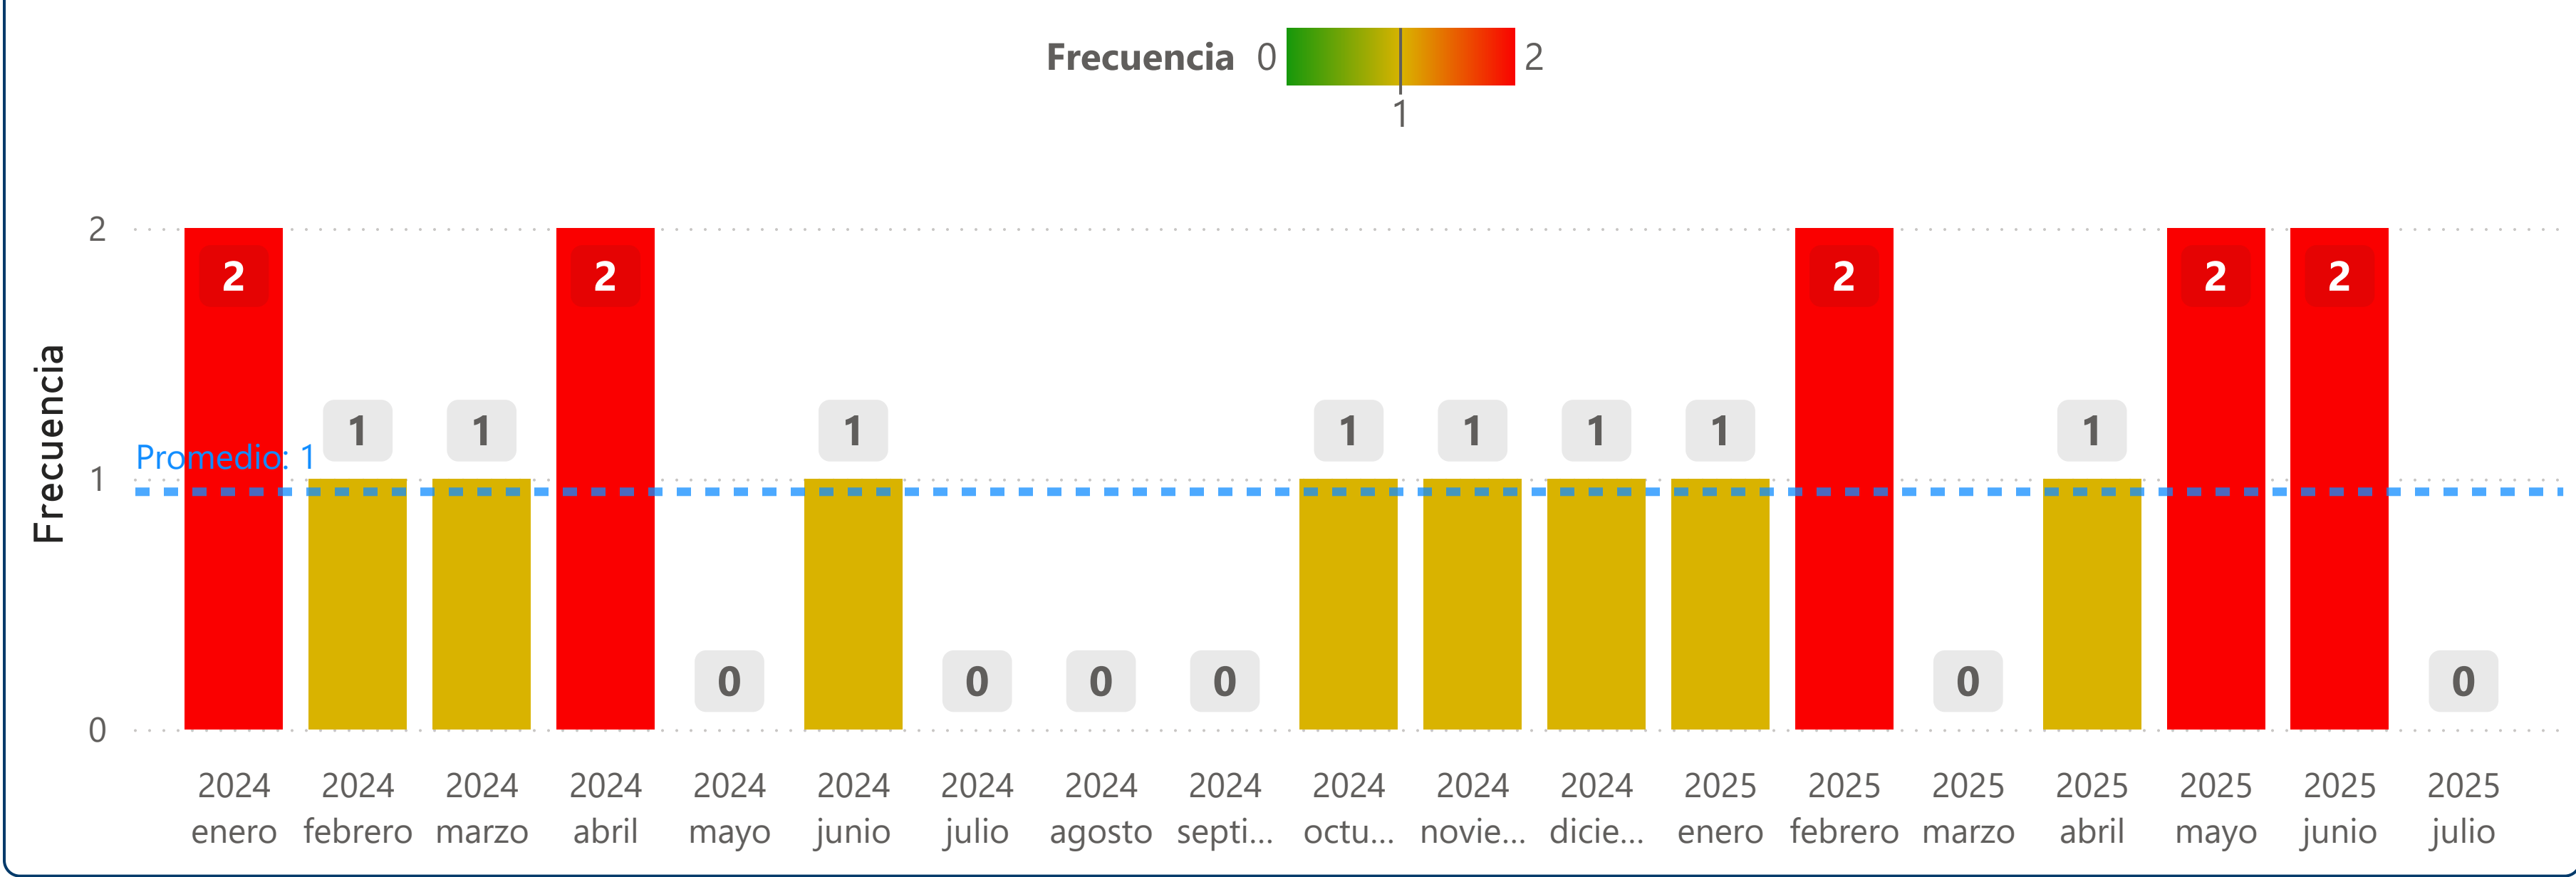 Frecuencia 0 2
1
2
2 2 2 2 2
1 1 1 1 1 1 1 1
Promedio: 1
1
Frecuencia
0 0 0 0 0 0
0
2024 2024 2024 2024 2024 2024 2024 2024 2024 2024 2024 2024 2025 2025 2025 2025 2025 2025 2025
enero febrero marzo abril mayo junio julio agosto septi... octu... novie... dicie... enero febrero marzo abril mayo junio julio